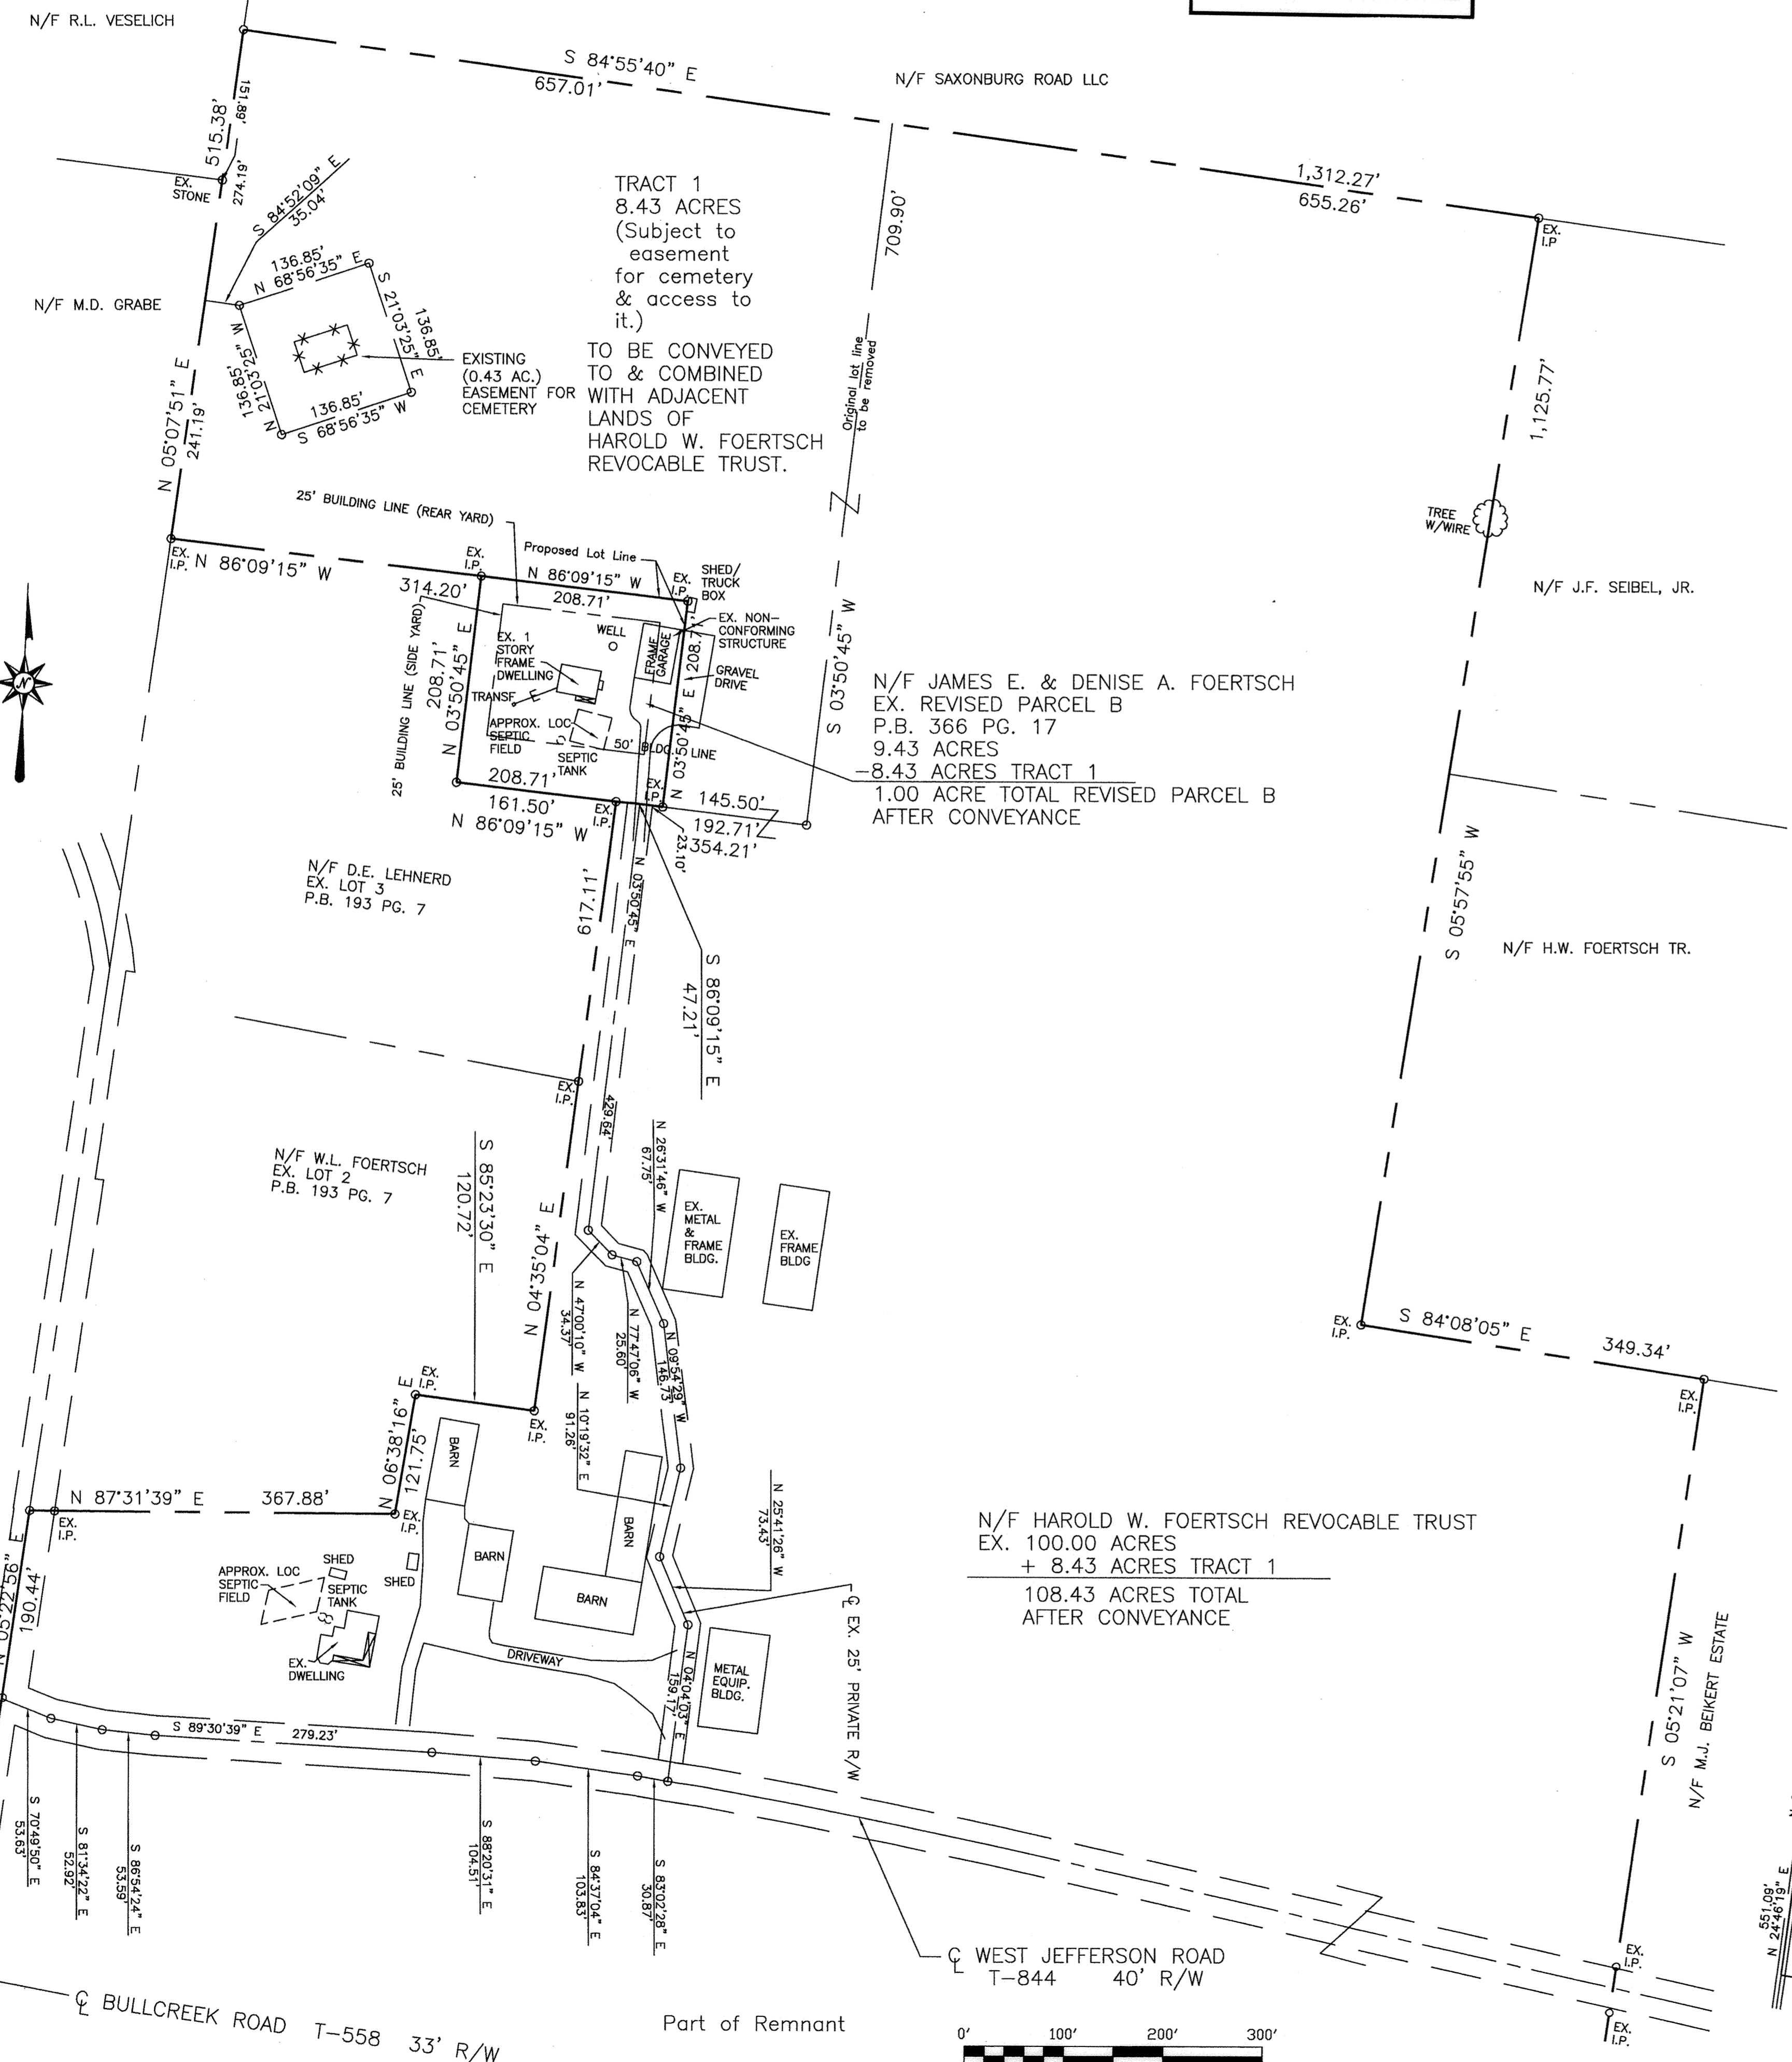 N/F R.L. VESELICH
S 84°55'40" E
657.01'
N/F SAXONBURG ROAD LLC
1,312.27'
655.26'
EX.
I.P
151.89'
515.38'
274.19'
EX.
STONE
S 84°52'09" E
35.04'
N/F M.D. GRABE
136.85'
N 68°56'35" E
S 21°03'25" E
136.85'
N 21°03'25" W
136.85'
136.85'
S 68°56'35" W
EXISTING
(0.43 AC.)
EASEMENT FOR
CEMETERY
TRACT 1
8.43 ACRES
(Subject to
easement
for cemetery
& access to
it.)
TO BE CONVEYED
TO & COMBINED
WITH ADJACENT
LANDS OF
HAROLD W. FOERTSCH
REVOCABLE TRUST.
709.90'
Original lot line
to be removed
S 03°50'45" W
1,125.77'
TREE
W/WIRE
N/F J.F. SEIBEL, JR.
N 05°07'51" E
241.19'
25' BUILDING LINE (REAR YARD)
EX.
I.P.
N 86°09'15" W
314.20'
EX.
I.P.
Proposed Lot Line
N 86°09'15" W
208.71'
EX.
I.P.
SHED/
TRUCK
BOX
EX. NON-
CONFORMING
STRUCTURE
GRAVEL
DRIVE
25' BUILDING LINE (SIDE YARD)
208.71'
N 03°50'45" E
EX. 1
STORY
FRAME
DWELLING
WELL
FRAME
GARAGE
208.71'
N 03°50'45" E
TRANSF.
E
APPROX. LOC
SEPTIC
FIELD
SEPTIC
TANK
50' BLDG. LINE
208.71'
161.50'
N 86°09'15" W
EX.
I.P.
EX.
I.P.
145.50'
192.71'
354.21'
23.10'
N/F JAMES E. & DENISE A. FOERTSCH
EX. REVISED PARCEL B
P.B. 366 PG. 17
9.43 ACRES
-8.43 ACRES TRACT 1
1.00 ACRE TOTAL REVISED PARCEL B
AFTER CONVEYANCE
N
N/F D.E. LEHNERD
EX. LOT 3
P.B. 193 PG. 7
617.11'
N 03°50'45" E
S 86°09'15" E
47.21'
S 05°57'55" W
N/F H.W. FOERTSCH TR.
EX.
I.P.
429.64'
N/F W.L. FOERTSCH
EX. LOT 2
P.B. 193 PG. 7
S 85°23'30" E
120.72'
N 04°35'04" E
N 26°31'46" W
67.75'
EX.
METAL
&
FRAME
BLDG.
EX.
FRAME
BLDG
N 47°00'10" W
34.37'
N 77°47'06" W
25.60'
N 09°54'29" W
146.73'
EX.
I.P.
S 84°08'05" E
349.34'
EX.
I.P.
EX.
I.P.
EX.
I.P.
N 06°38'16" E
121.75'
N 10°19'32" E
91.26'
BARN
BARN
BARN
BARN
N 25°41'26" W
73.43'
N 87°31'39" E
367.88'
EX.
I.P.
EX.
I.P.
N 05°22'56" E
190.44'
APPROX. LOC
SEPTIC
FIELD
SHED
SEPTIC
TANK
SHED
EX.
DWELLING
DRIVEWAY
METAL
EQUIP.
BLDG.
N 04°04'03" E
159.17'
℄ EX. 25' PRIVATE R/W
N/F HAROLD W. FOERTSCH REVOCABLE TRUST
EX. 100.00 ACRES
+ 8.43 ACRES TRACT 1
108.43 ACRES TOTAL
AFTER CONVEYANCE
S 05°21'07" W
N/F M.J. BEIKERT ESTATE
S 89°30'39" E 279.23'
S 70°49'50" E
53.63'
S 81°34'22" E
52.92'
S 86°54'24" E
53.59'
S 88°20'31" E
104.51'
S 84°37'04" E
103.83'
S 83°02'28" E
30.87'
551.09'
N 24°46'19" E
℄ WEST JEFFERSON ROAD
T-844 40' R/W
EX.
I.P.
EX.
I.P.
℄ BULLCREEK ROAD T-558 33' R/W
Part of Remnant
0' 100' 200' 300'